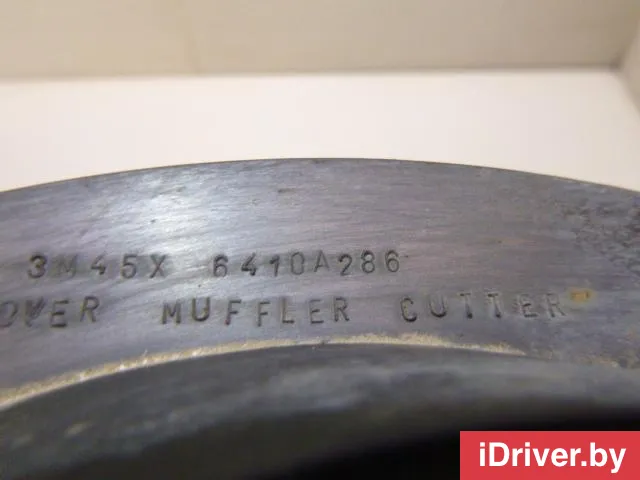 3M45X 6410A286
OVER MUFFLER CUTTER
iDriver.by